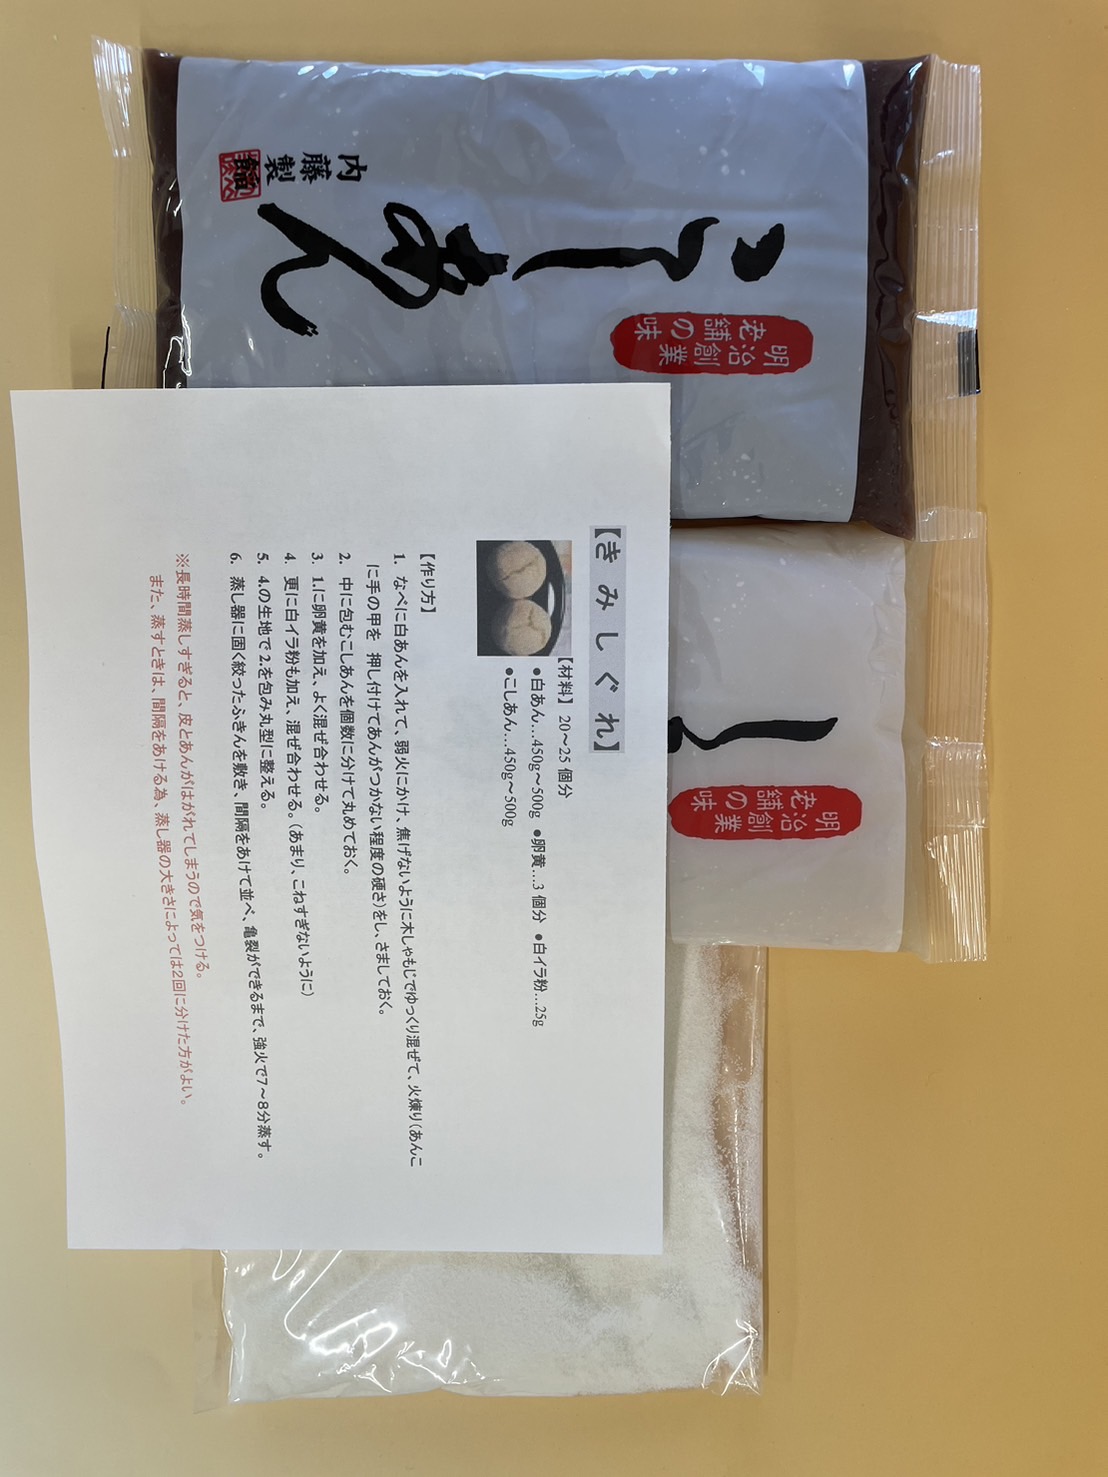 こしあん
内藤製餡
明治創業
老舗の味
し
明治創業
老舗の味
【きみしぐれ】
【材料】 20～25 個分
●白あん…450g～500g ●卵黄…3 個分 ●白イラ粉…25g
●こしあん…450g～500g
【作り方】
1. なべに白あんを入れて、弱火にかけ、焦げないように木しゃもじでゆっくり混ぜて、火煉り(あんこ
に手の甲を 押し付けてあんがつかない程度の硬さ)をし、さましておく。
2. 中に包むこしあんを個数に分けて丸めておく。
3. 1.に卵黄を加え、よく混ぜ合わせる。
4. 更に白イラ粉も加え、混ぜ合わせる。(あまり、こねすぎないように)
5. 4.の生地で 2.を包み丸型に整える。
6. 蒸し器に固く絞ったふきんを敷き、間隔をあけて並べ、亀裂ができるまで、強火で7～8分蒸す。
※長時間蒸しすぎると、皮とあんがはがれてしまうので気をつける。
また、蒸すときは、間隔をあける為、蒸し器の大きさによっては2回に分けた方がよい。